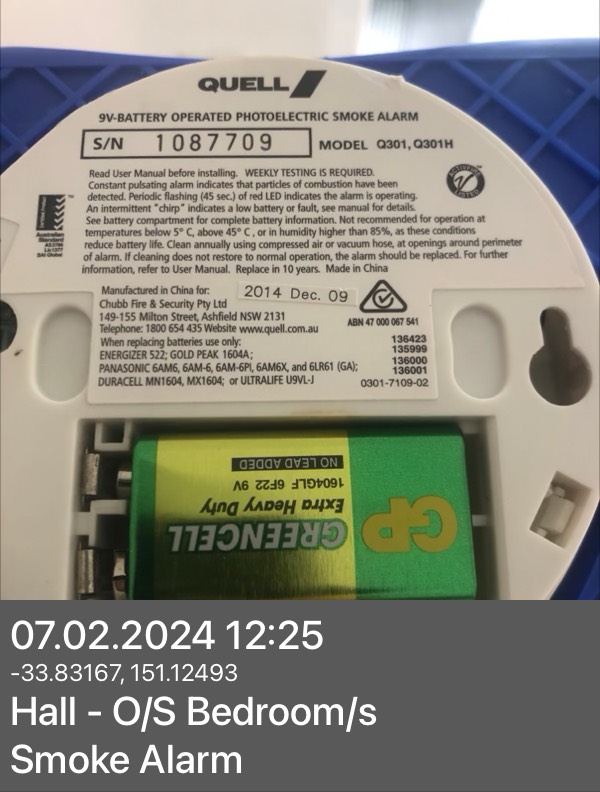 QUELL
9V-BATTERY OPERATED PHOTOELECTRIC SMOKE ALARM
S/N 1087709 MODEL Q301, Q301H
Read User Manual before installing. WEEKLY TESTING IS REQUIRED.
Constant pulsating alarm indicates that particles of combustion have been
detected. Periodic flashing (45 sec.) of red LED indicates the alarm is operating.
An intermittent "chirp" indicates a low battery or fault, see manual for details.
See battery compartment for complete battery information. Not recommended for operation at
temperatures below 5° C, above 45° C, or in humidity higher than 85%, as these conditions
reduce battery life. Clean annually using compressed air or vacuum hose, at openings around perimeter
of alarm. If cleaning does not restore to normal operation, the alarm should be replaced. For further
information, refer to User Manual. Replace in 10 years. Made in China
Australian
Standard
AS3786
Lic1377
SAI Global
ACTIVFIRE
LISTED
Manufactured in China for: 2014 Dec. 09
Chubb Fire & Security Pty Ltd
149-155 Milton Street, Ashfield NSW 2131
Telephone: 1800 654 435 Website www.quell.com.au
ABN 47 000 067 541
When replacing batteries use only:
ENERGIZER 522; GOLD PEAK 1604A;
PANASONIC 6AM6, 6AM-6, 6AM-6PI, 6AM6X, and 6LR61 (GA);
DURACELL MN1604, MX1604; or ULTRALIFE U9VL-J
136423
135999
136000
136001
0301-7109-02
GP
GREENCELL
Extra Heavy Duty
1604GLF 6F22 9V
NO LEAD ADDED
07.02.2024 12:25
-33.83167, 151.12493
Hall - O/S Bedroom/s
Smoke Alarm